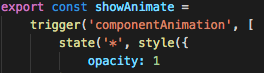 export const showAnimate =
trigger('componentAnimation', [
state('*', style({
opacity: 1